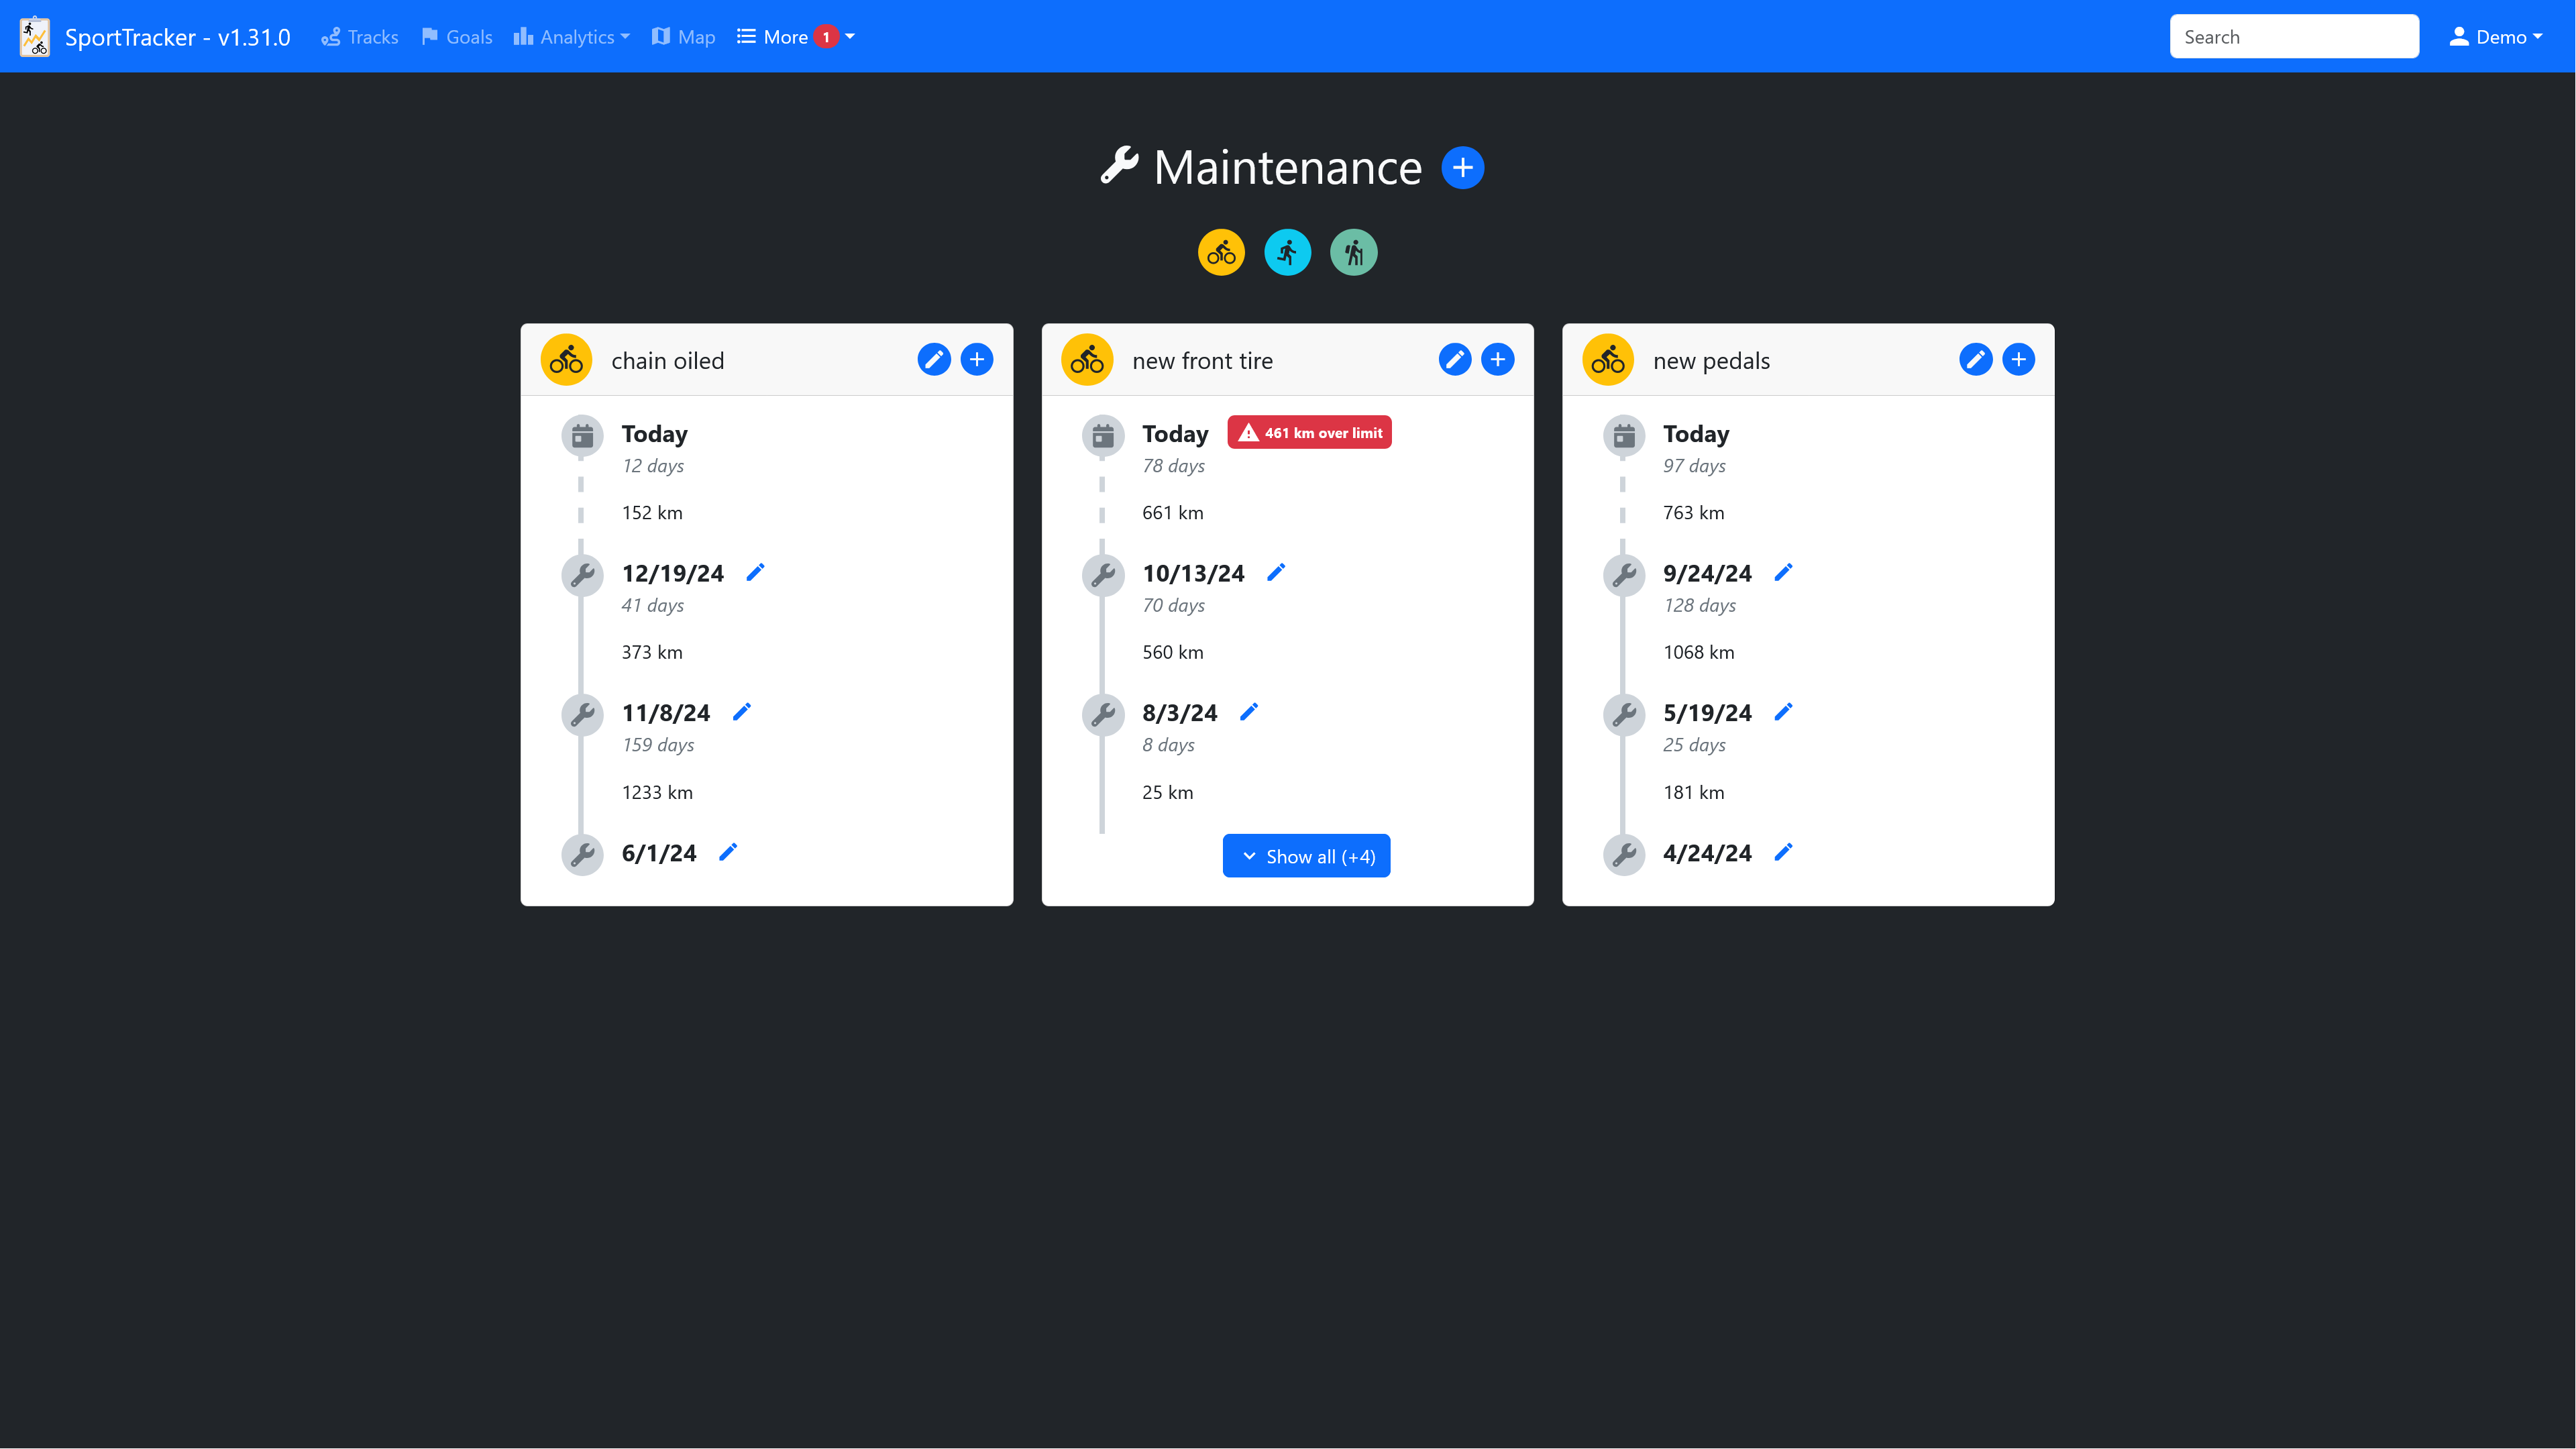 SportTracker - v1.31.0 Tracks Goals Analytics Map More 1 Search Demo
Maintenance
chain oiled
Today
12 days
152 km
12/19/24
41 days
373 km
11/8/24
159 days
1233 km
6/1/24
new front tire
Today 461 km over limit
78 days
661 km
10/13/24
70 days
560 km
8/3/24
8 days
25 km
Show all (+4)
new pedals
Today
97 days
763 km
9/24/24
128 days
1068 km
5/19/24
25 days
181 km
4/24/24